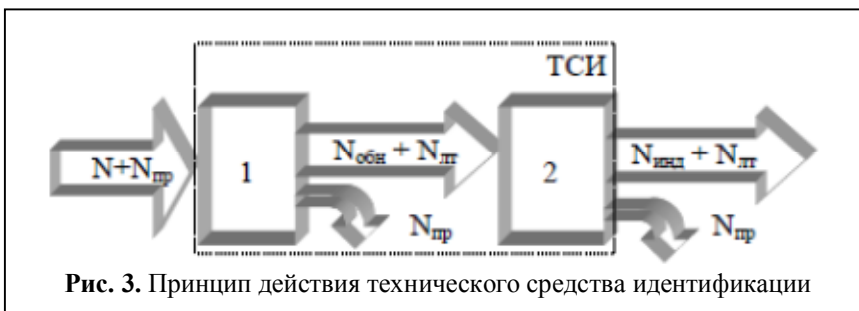 ТСИ
N+Nпр
1
Nобн + Nлт
Nпр
2
Nинд + Nлт
Nпр
Рис. 3. Принцип действия технического средства идентификации